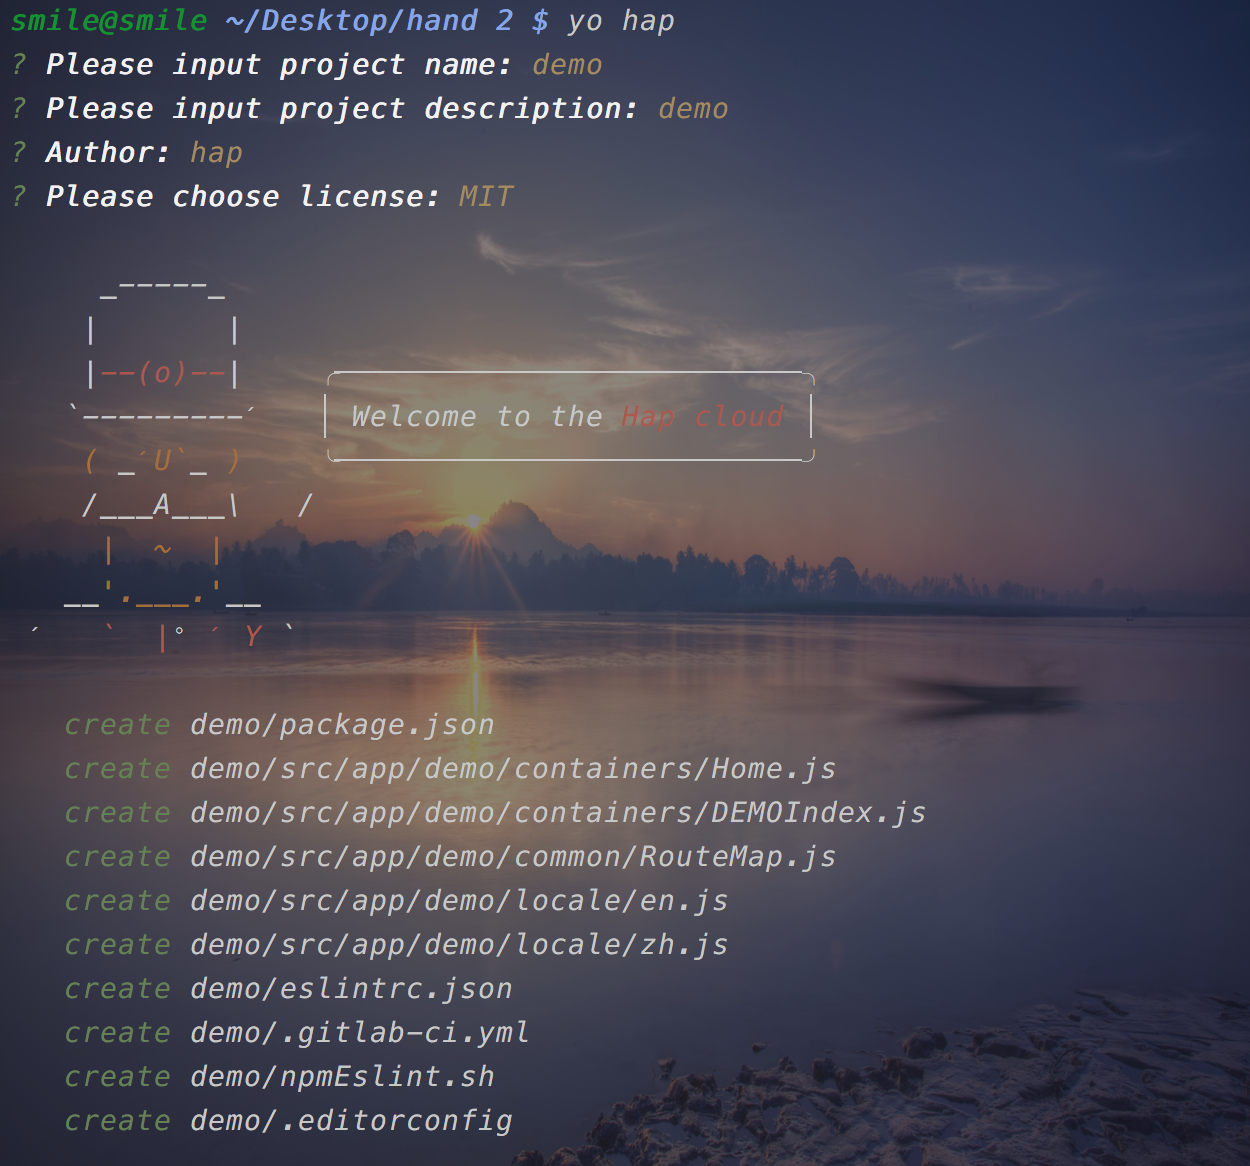 smile@smile ~/Desktop/hand 2 $ yo hap
? Please input project name: demo
? Please input project description: demo
? Author: hap
? Please choose license: MIT
     _-----_
    |       |
    |--(o)--|
   `---------´
Welcome to the Hap cloud
    ( _´U`_ )
    /___A___\   /
     |  ~  |
   __'.___.'__
 ´   `  |° ´ Y `
create demo/package.json
create demo/src/app/demo/containers/Home.js
create demo/src/app/demo/containers/DEMOIndex.js
create demo/src/app/demo/common/RouteMap.js
create demo/src/app/demo/locale/en.js
create demo/src/app/demo/locale/zh.js
create demo/eslintrc.json
create demo/.gitlab-ci.yml
create demo/npmEslint.sh
create demo/.editorconfig